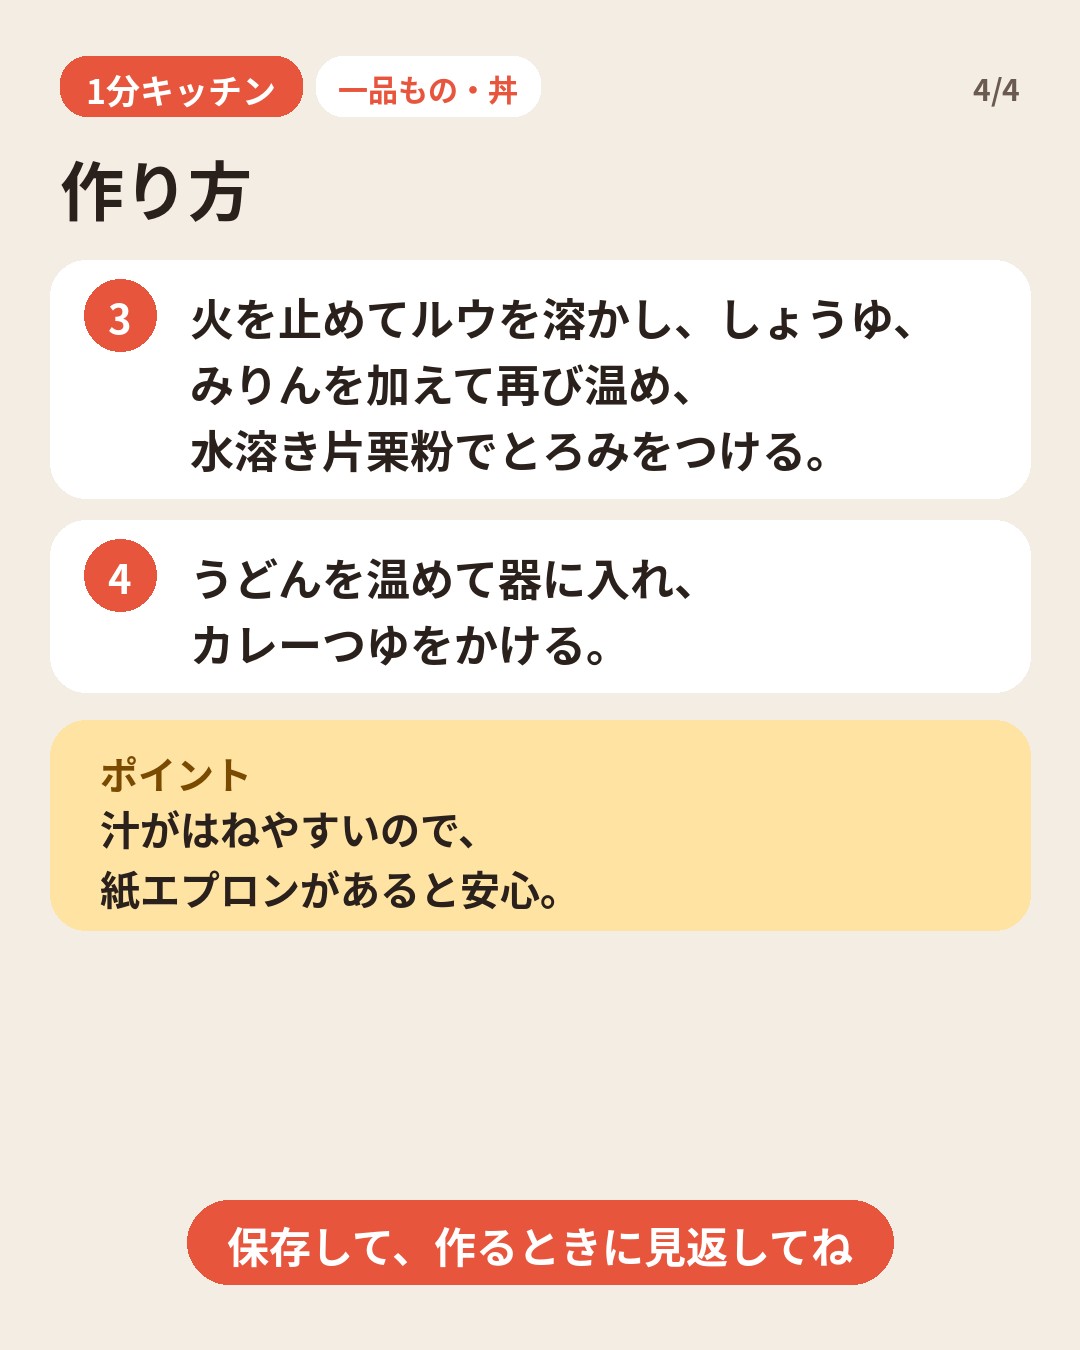 1分キッチン
一品もの・丼
4/4
作り方
3
火を止めてルウを溶かし、しょうゆ、
みりんを加えて再び温め、
水溶き片栗粉でとろみをつける。
4
うどんを温めて器に入れ、
カレーつゆをかける。
ポイント
汁がはねやすいので、
紙エプロンがあると安心。
保存して、作るときに見返してね